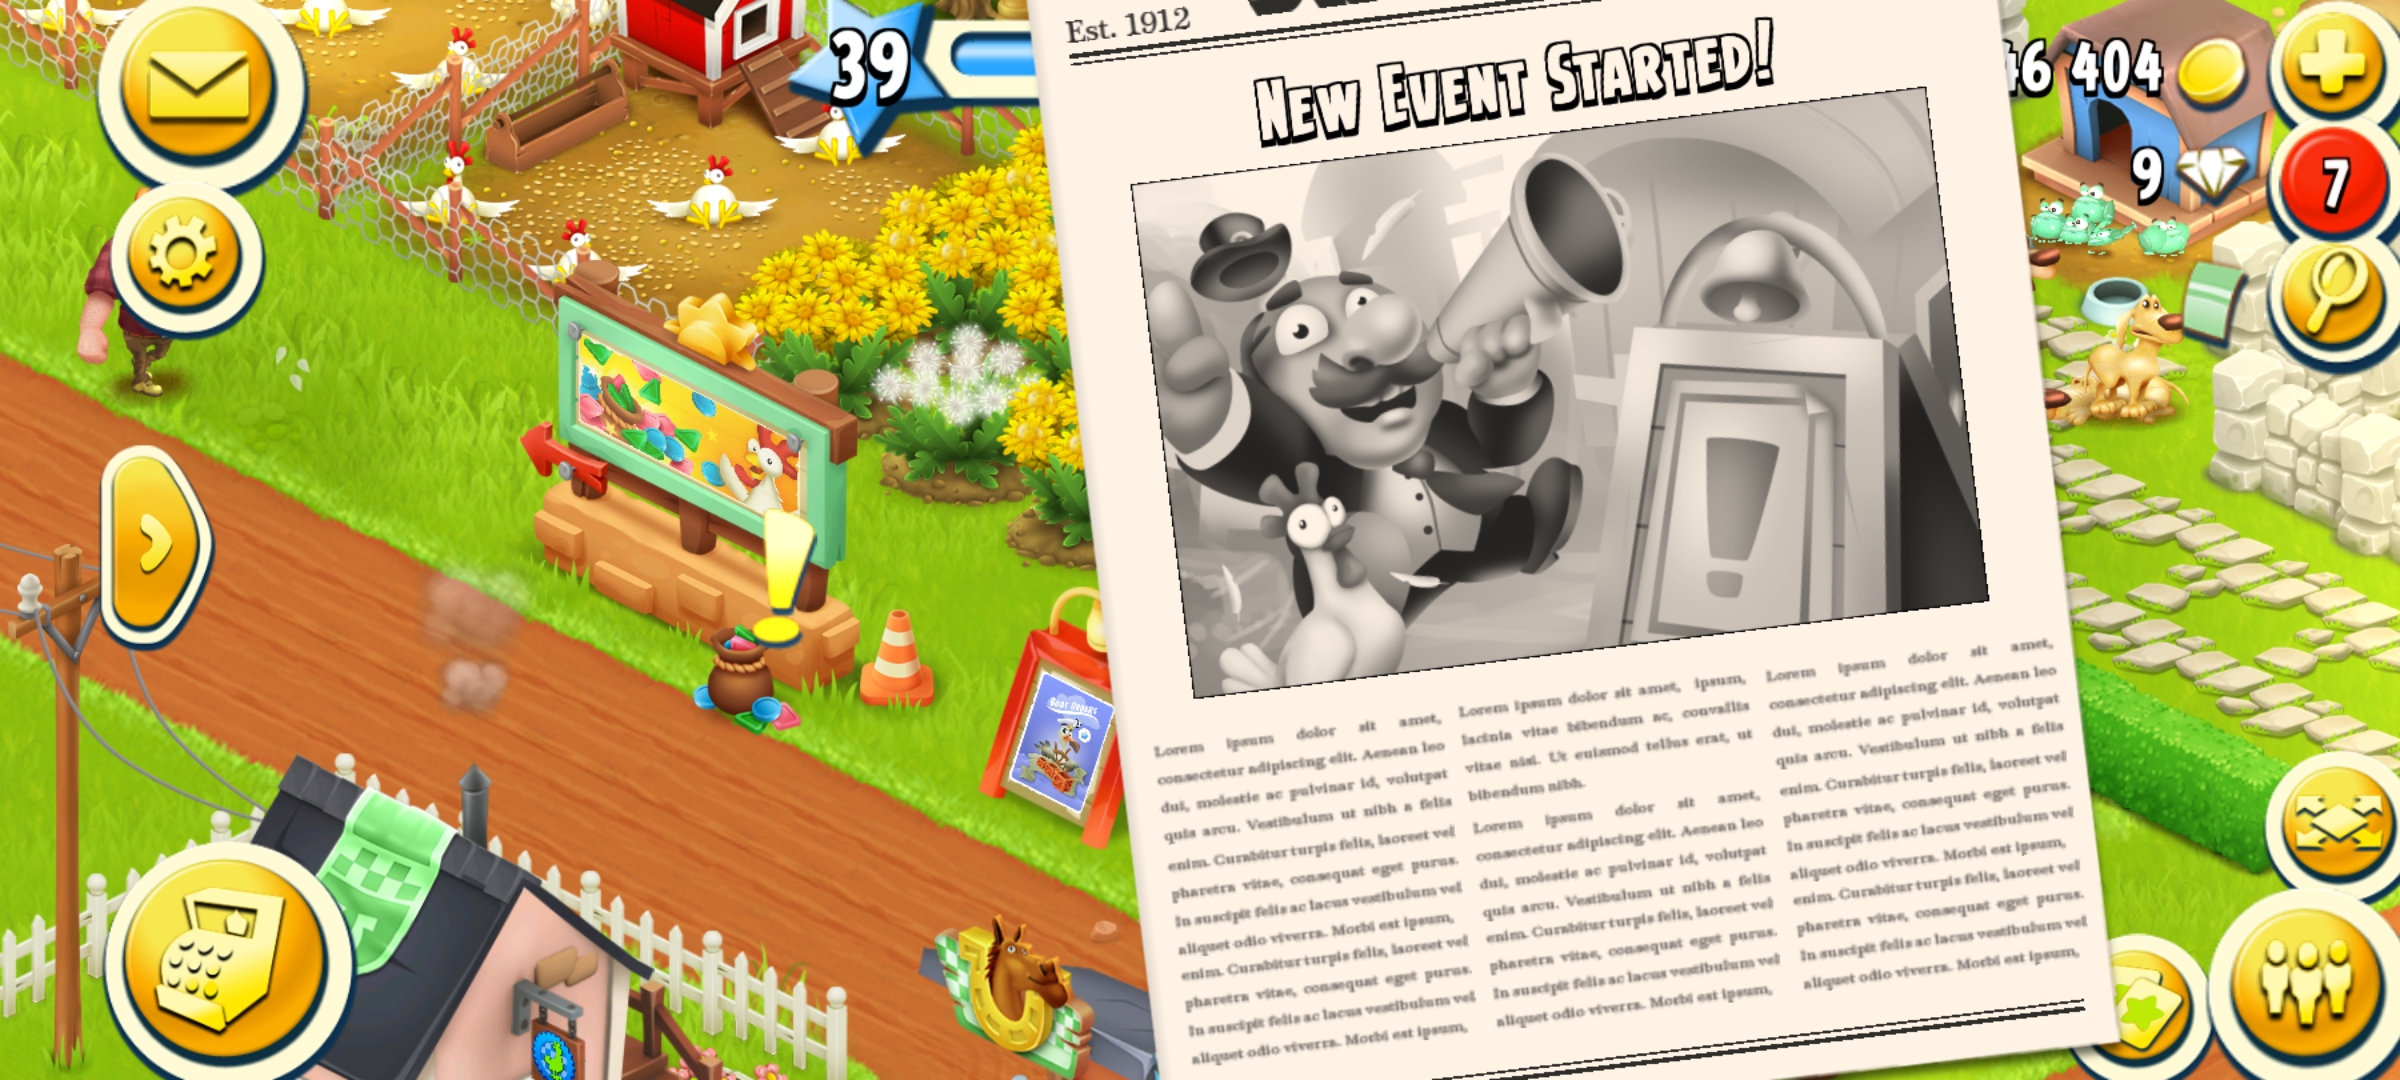 39
Est. 1912
NEW EVENT STARTED!
46 404
9
7
Lorem ipsum dolor sit amet,
consectetur adipiscing elit. Aenean leo
dui, molestie ac pulvinar id, volutpat
quis arcu. Vestibulum ut nibh a felis
enim. Curabitur turpis felis, laoreet vel
pharetra vitae, consequat eget purus.
In suscipit felis ac lacus vestibulum vel
aliquet odio viverra. Morbi est ipsum,
enim. Curabitur turpis felis, laoreet vel
pharetra vitae, consequat eget purus.
In suscipit felis ac lacus vestibulum vel
aliquet odio viverra. Morbi est ipsum,
Lorem ipsum dolor sit amet, ipsum,
lacinia vitae bibendum ac, convallis
vitae nisi. Ut euismod tellus erat, ut
bibendum nibh.
Lorem ipsum dolor sit amet,
consectetur adipiscing elit. Aenean leo
dui, molestie ac pulvinar id, volutpat
quis arcu. Vestibulum ut nibh a felis
enim. Curabitur turpis felis, laoreet vel
pharetra vitae, consequat eget purus.
In suscipit felis ac lacus vestibulum vel
aliquet odio viverra. Morbi est ipsum,
Lorem ipsum dolor sit amet,
consectetur adipiscing elit. Aenean leo
dui, molestie ac pulvinar id, volutpat
quis arcu. Vestibulum ut nibh a felis
enim. Curabitur turpis felis, laoreet vel
pharetra vitae, consequat eget purus.
In suscipit felis ac lacus vestibulum vel
aliquet odio viverra. Morbi est ipsum,
enim. Curabitur turpis felis, laoreet vel
pharetra vitae, consequat eget purus.
In suscipit felis ac lacus vestibulum vel
aliquet odio viverra. Morbi est ipsum,